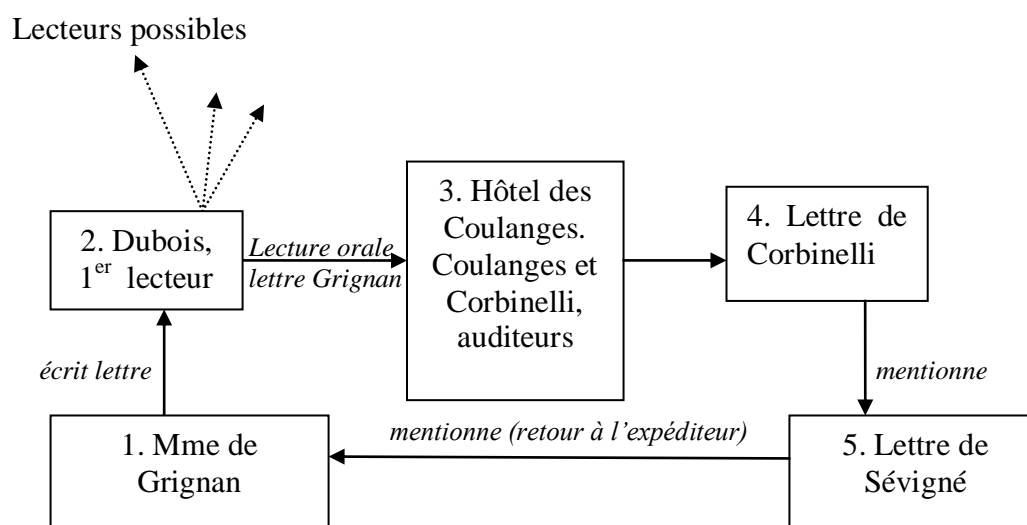 Lecteurs possibles
2. Dubois,
1er lecteur
Lecture orale
lettre Grignan
3. Hôtel des
Coulanges.
Coulanges et
Corbinelli,
auditeurs
4. Lettre de
Corbinelli
écrit lettre
mentionne
1. Mme de
Grignan
mentionne (retour à l’expéditeur)
5. Lettre de
Sévigné